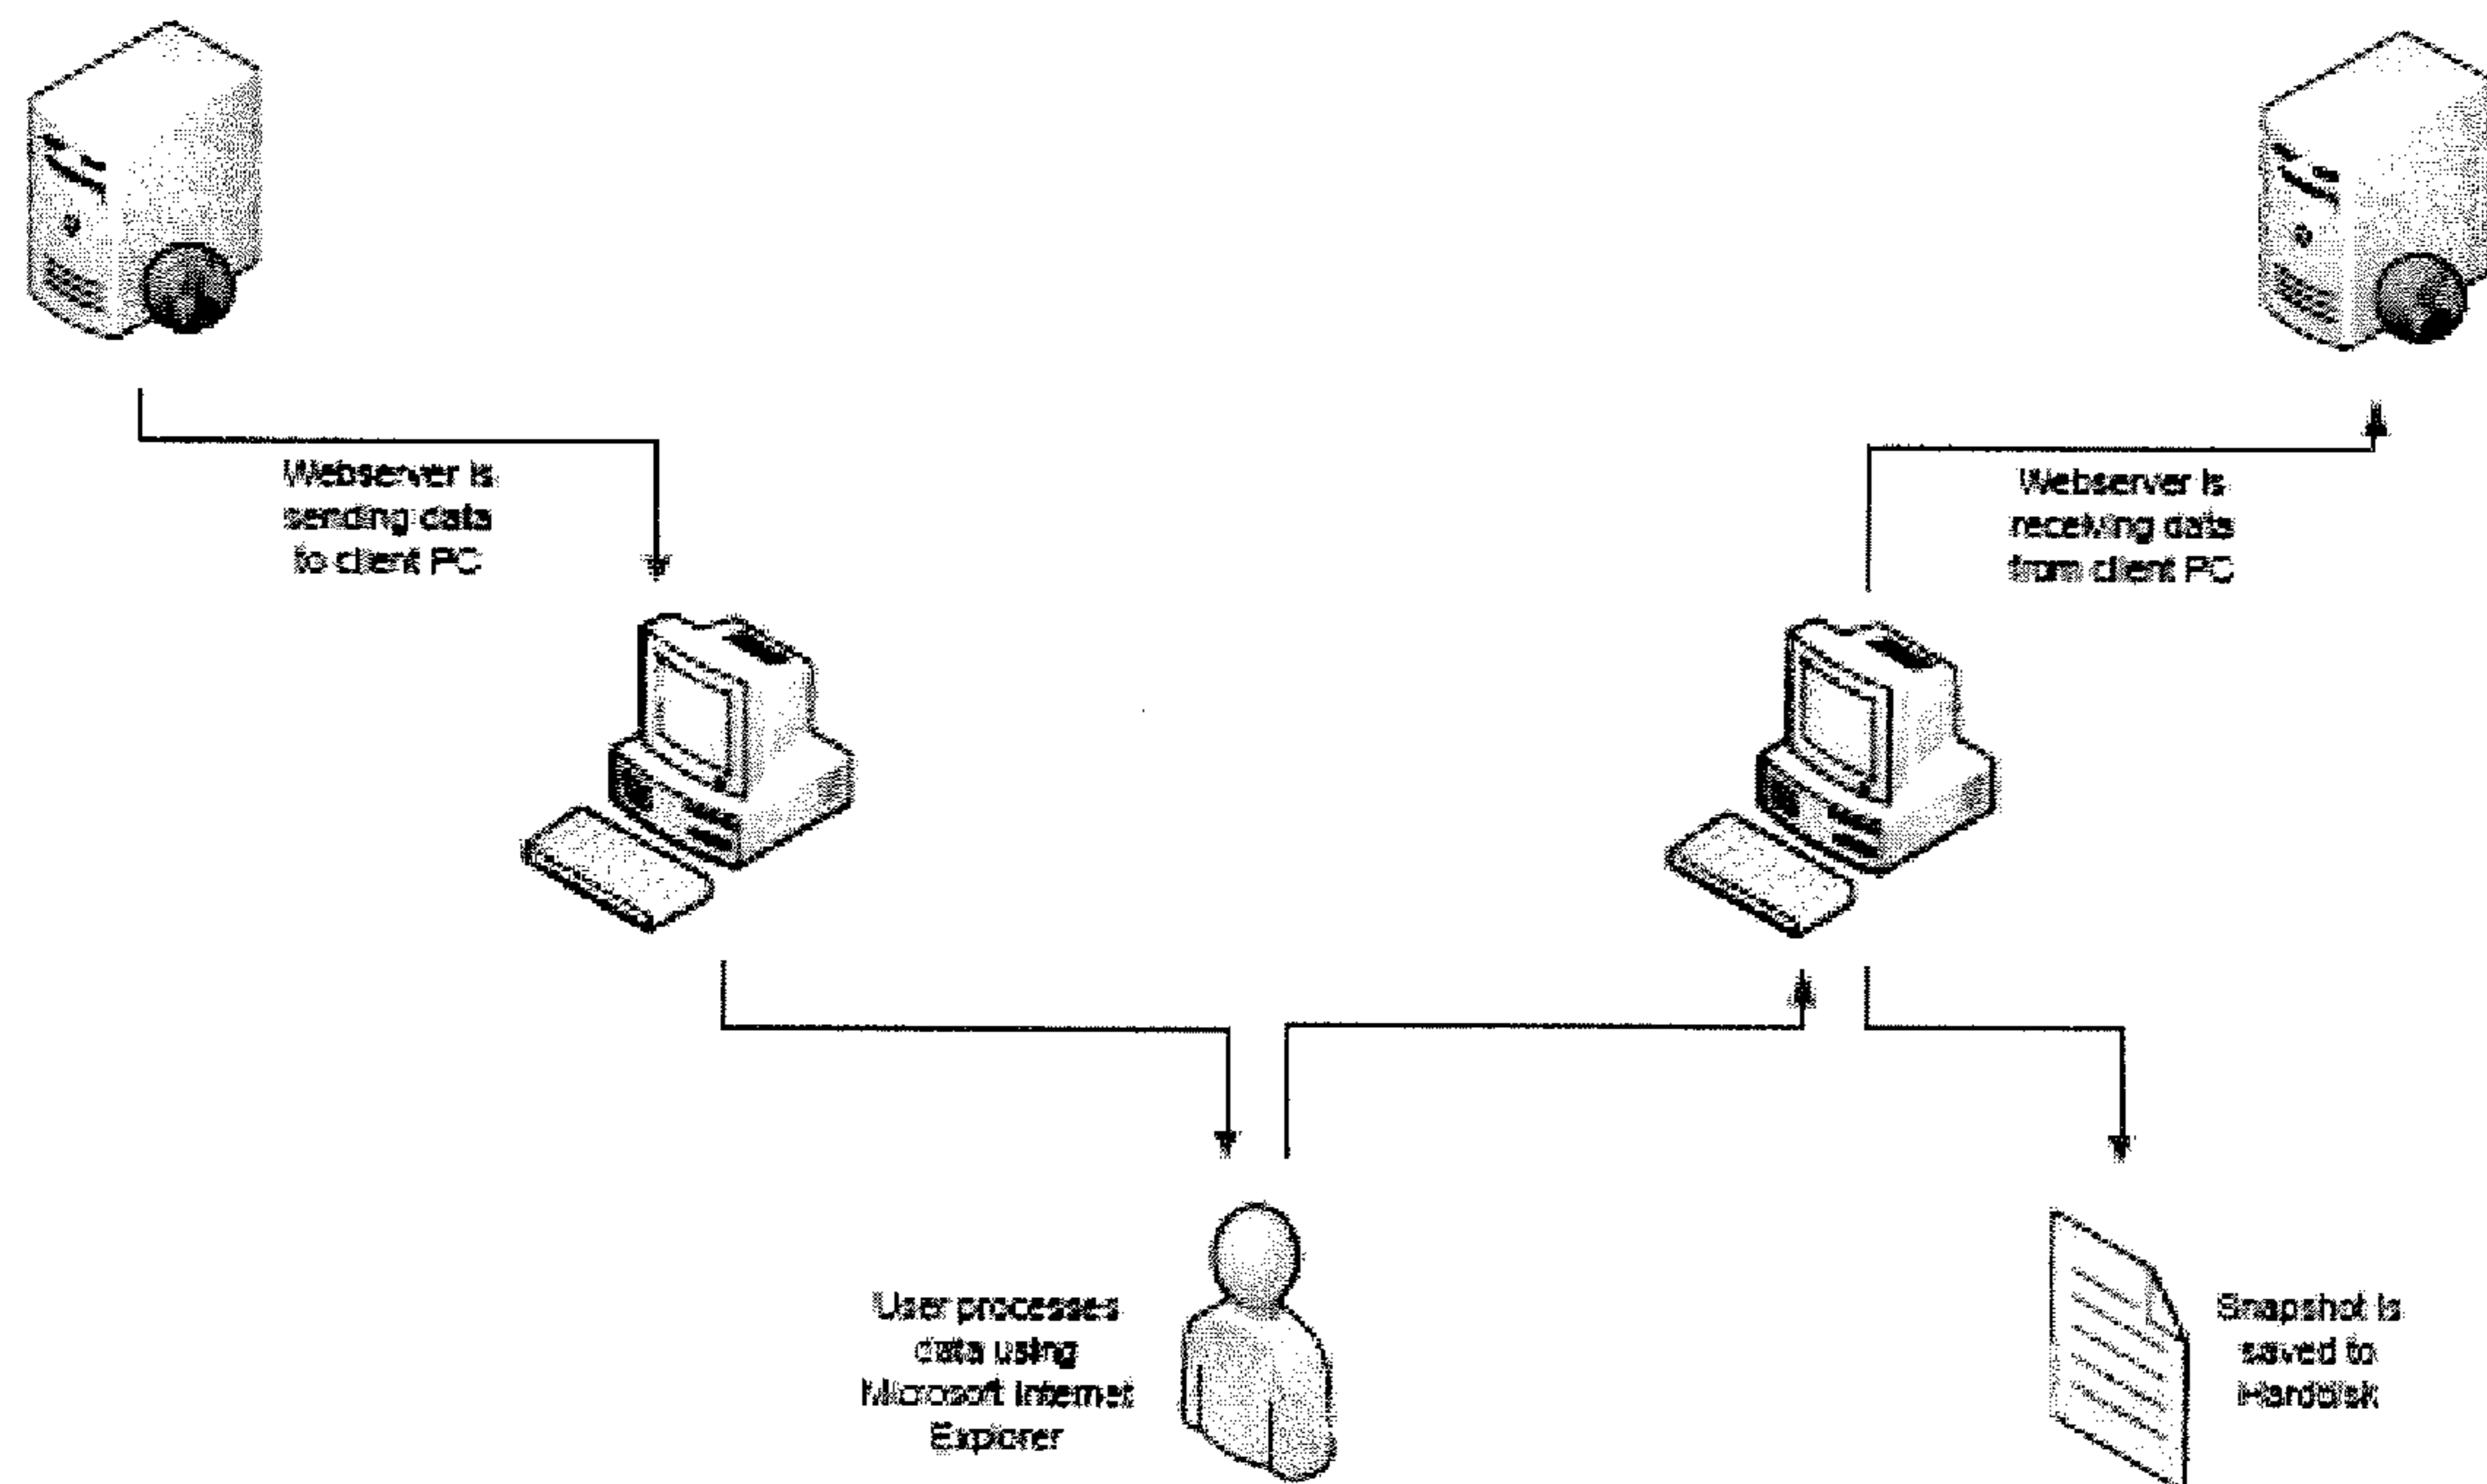 Webserver is
sending data
to client PC
Webserver is
receiving data
from client PC
User processes
data using
Microsoft Internet
Explorer
Snapshot is
saved to
Harddisk